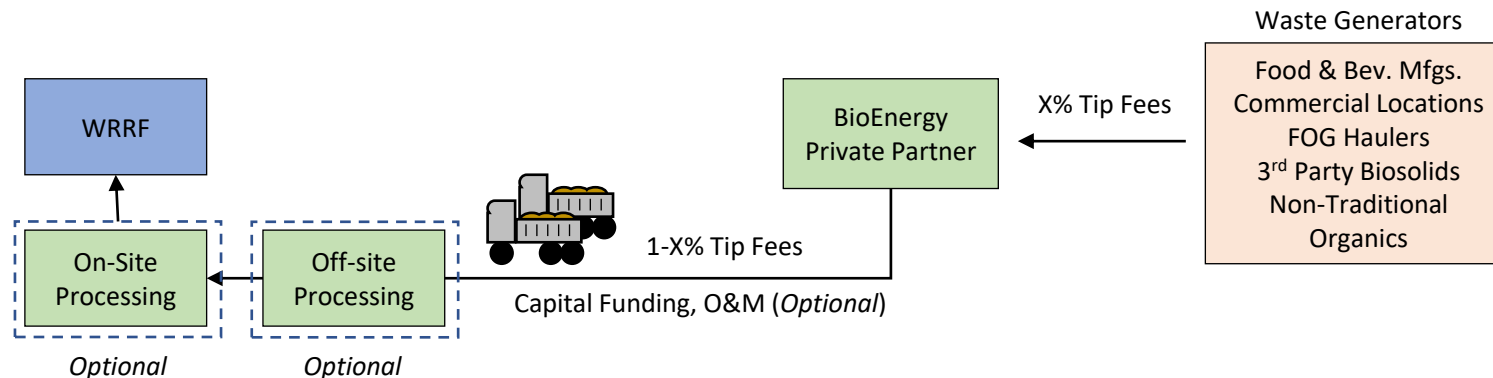 Waste Generators
WRRF
BioEnergy
Private Partner
X% Tip Fees
Food & Bev. Mfgs.
Commercial Locations
FOG Haulers
3rd Party Biosolids
Non-Traditional
Organics
On-Site
Processing
Off-site
Processing
1-X% Tip Fees
Capital Funding, O&M (Optional)
Optional
Optional